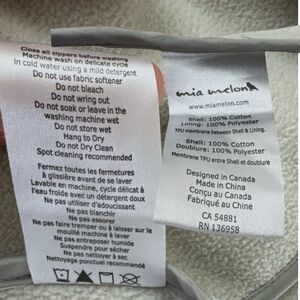 Close all zippers before washing
Machine wash on delicate cycle
In cold water using a mild detergent
Do not use fabric softener
Do not bleach
Do not wring out
Do not soak or leave in the
washing machine wet
Do not store wet
Hang to Dry
Do not Dry Clean
Spot cleaning recommended
Fermez toutes les fermetures
à glissière avant de se laver
Lavable en machine, cycle délicat à
l'eau froide avec un détergent doux
Ne pas utiliser d'adoucissant
Ne pas blanchir
Ne pas essorer
Ne pas faire tremper ou à laisser sur le
mouillé machine à laver
Ne pas entreposer humide
Suspendre pour sécher
Ne pas nettoyer à sec
Nettoyage ponctuel recommandé
mia melon
www.miamelon.com
Shell: 100% Cotton
Lining: 100% Polyester
TPU membrane between Shell & Lining.
Shell: 100% Cotton
Doublure: 100% Polyester
Membrane TPU entre Shell et doublure
Designed in Canada
Made in China
Conçu au Canada
Fabriqué au Chine
CA 54881
RN 136958